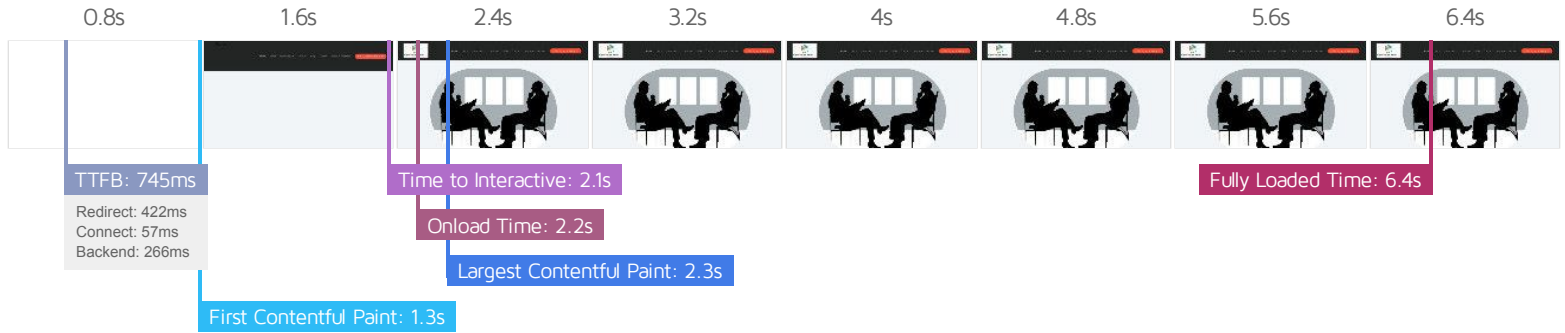 0.8s
1.6s
2.4s
3.2s
4s
4.8s
5.6s
6.4s
TTFB: 745ms
Redirect: 422ms
Connect: 57ms
Backend: 266ms
Time to Interactive: 2.1s
Fully Loaded Time: 6.4s
Onload Time: 2.2s
Largest Contentful Paint: 2.3s
First Contentful Paint: 1.3s